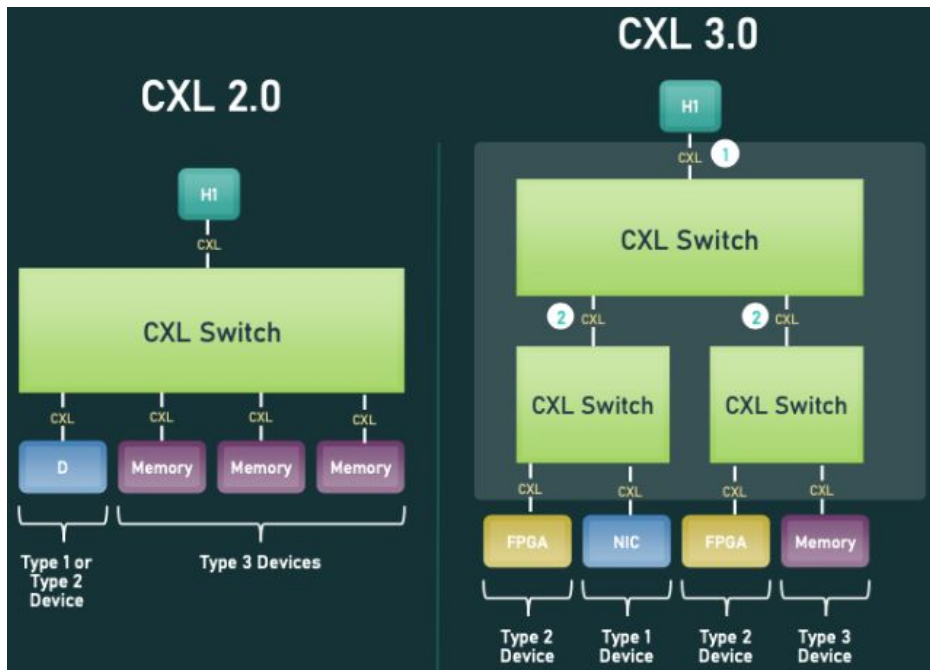 CXL 2.0
H1
CXL
CXL Switch
CXL CXL CXL CXL
D Memory Memory Memory
Type 1 or
Type 2
Device
Type 3 Devices
CXL 3.0
H1
CXL 1
CXL Switch
2 CXL 2 CXL
CXL Switch CXL Switch
CXL CXL CXL CXL
FPGA NIC FPGA Memory
Type 2 Type 1 Type 2 Type 3
Device Device Device Device